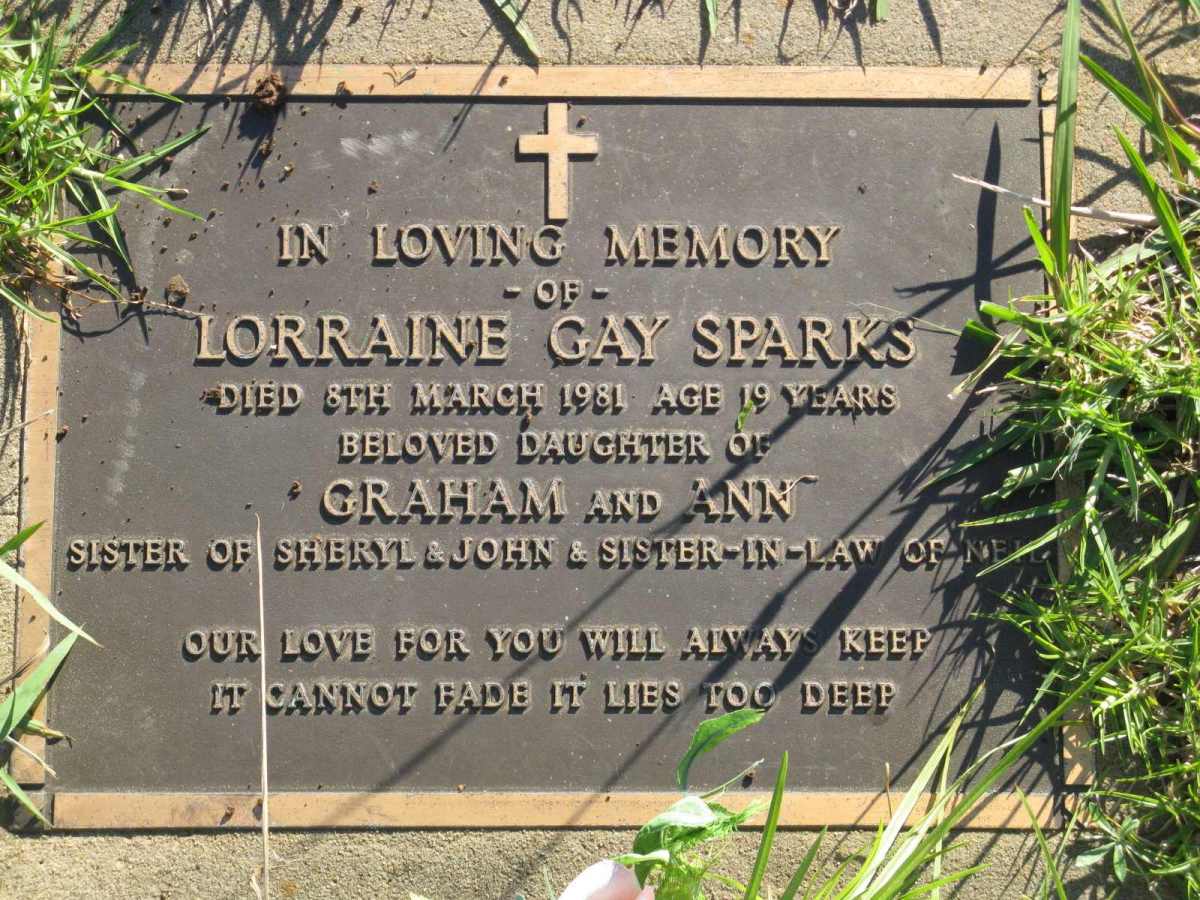 IN LOVING MEMORY
- OF -
LORRAINE GAY SPARKS
DIED 8TH MARCH 1981 AGE 19 YEARS
BELOVED DAUGHTER OF
GRAHAM AND ANN
SISTER OF SHERYL & JOHN & SISTER-IN-LAW OF NEIL
OUR LOVE FOR YOU WILL ALWAYS KEEP
IT CANNOT FADE IT LIES TOO DEEP